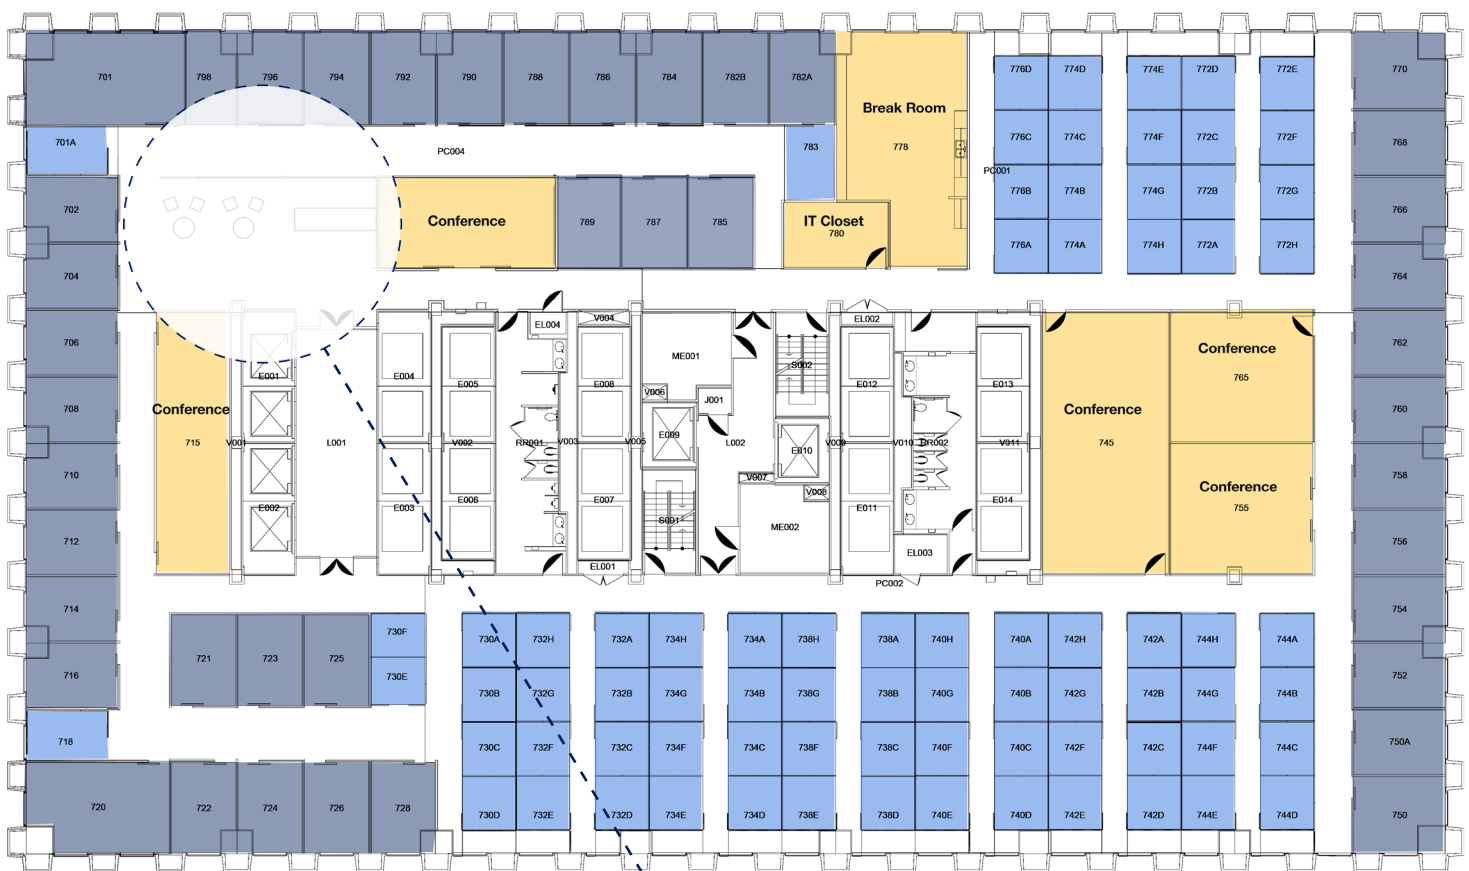 701
798
796
794
792
790
788
786
784
782B
782A
Break Room
778
776D
774D
774E
772D
772E
770
701A
PC004
783
776C
774C
774F
772C
772F
768
PC001
776B
774B
774G
772B
772G
766
702
Conference
789
787
785
IT Closet
780
776A
774A
774H
772A
772H
704
764
706
EL004
V004
ME001
EL002
S002
Conference
765
762
E001
E004
E005
E008
V006
J001
E012
E013
708
Conference
715
V001
L001
V002
RR001
V003
V005
E009
L002
E010
V009
V010
RR002
V011
Conference
745
760
710
E002
E003
E006
E007
V007
V008
S001
ME002
E011
E014
Conference
755
758
712
EL001
EL003
PC002
756
714
721
723
725
730F
730E
730A
732H
732A
734H
734A
738H
738A
740H
740A
742H
742A
744H
744A
754
716
730B
732G
732B
734G
734B
738G
738B
740G
740B
742G
742B
744G
744B
752
718
730C
732F
732C
734F
734C
738F
738C
740F
740C
742F
742C
744F
744C
750A
720
722
724
726
728
730D
732E
732D
734E
734D
738E
738D
740E
740D
742E
742D
744E
744D
750